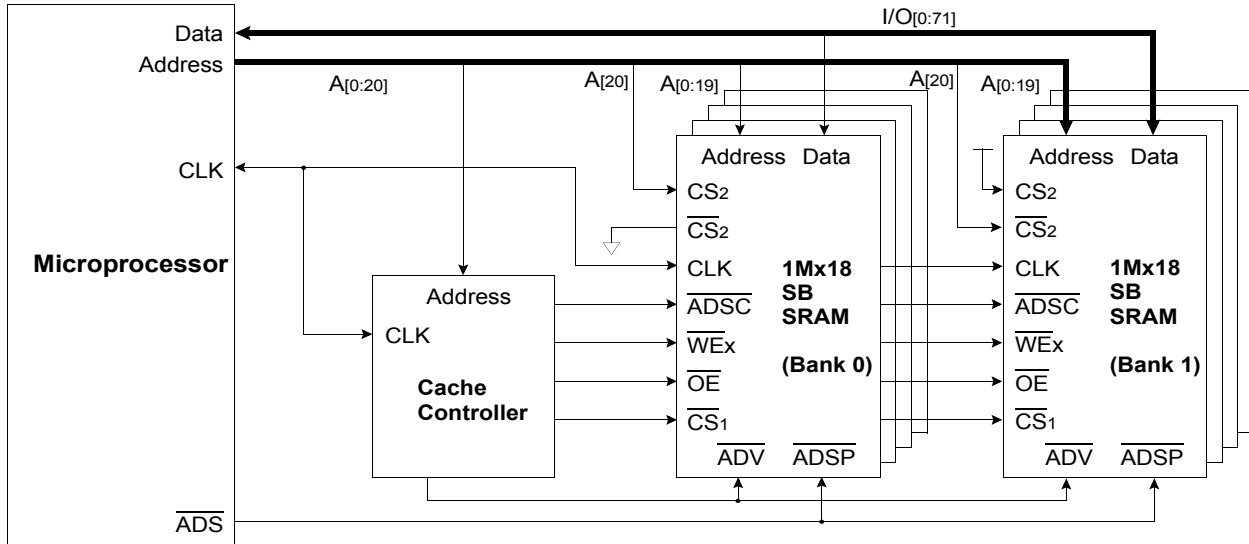 I/O[0:71]
Data
Address
A[0:20]
A[20]
A[0:19]
A[20]
A[0:19]
CLK
Microprocessor
ADS
Address
CLK
Cache
Controller
Address Data
CS2
CS2
CLK
ADSC
WEx
OE
CS1
1Mx18
SB
SRAM
(Bank 0)
ADV ADSP
Address Data
CS2
CS2
CLK
ADSC
WEx
OE
CS1
1Mx18
SB
SRAM
(Bank 1)
ADV ADSP